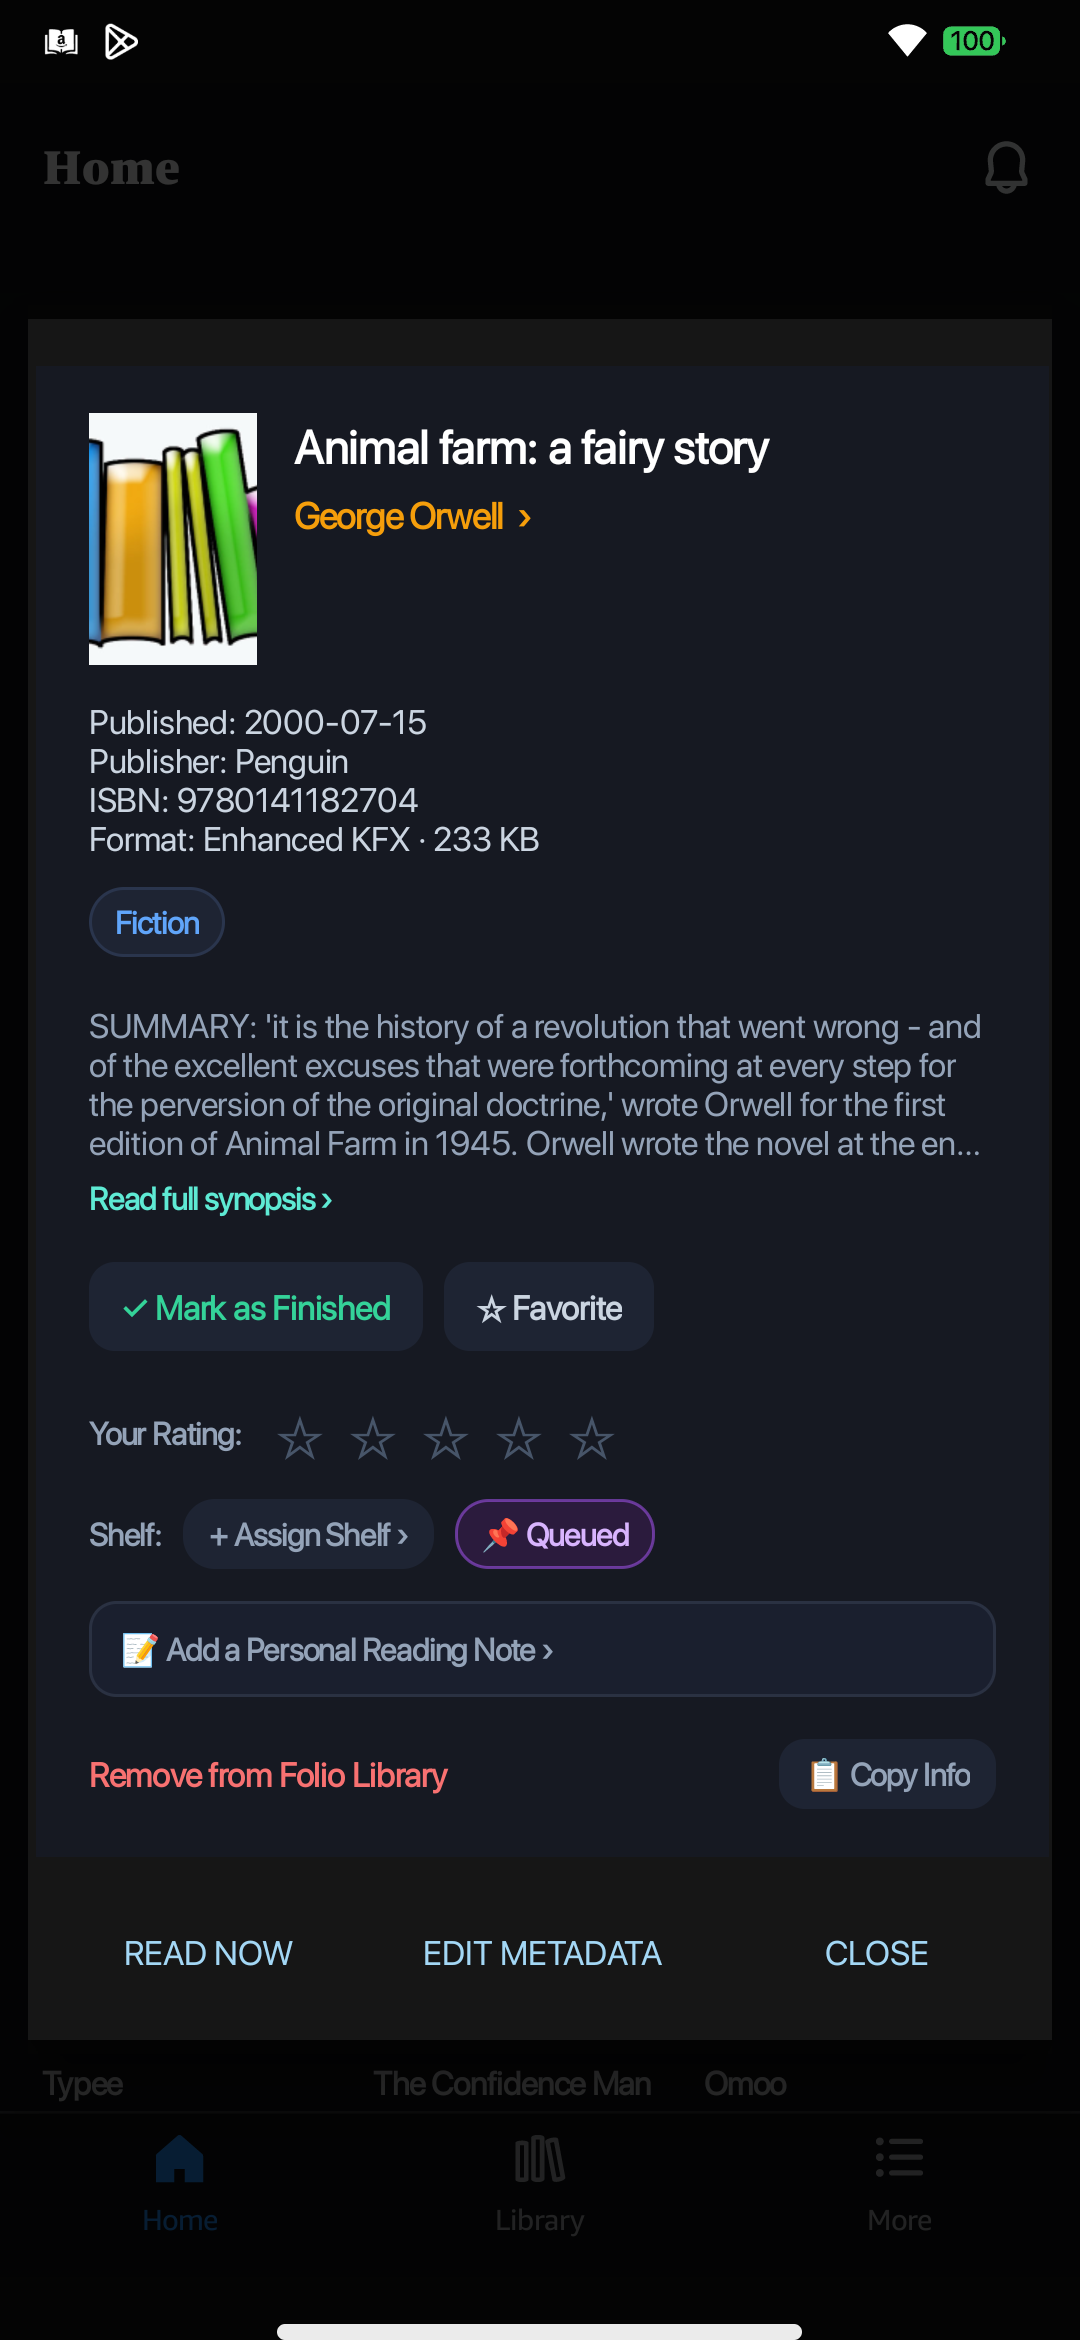 100
Home
Animal farm: a fairy story
George Orwell ›
Published: 2000-07-15
Publisher: Penguin
ISBN: 9780141182704
Format: Enhanced KFX · 233 KB
Fiction
SUMMARY: 'it is the history of a revolution that went wrong - and
of the excellent excuses that were forthcoming at every step for
the perversion of the original doctrine,' wrote Orwell for the first
edition of Animal Farm in 1945. Orwell wrote the novel at the en...
Read full synopsis ›
✓ Mark as Finished
☆ Favorite
Your Rating: ☆ ☆ ☆ ☆ ☆
Shelf: + Assign Shelf › 📌 Queued
📝 Add a Personal Reading Note ›
Remove from Folio Library
📋 Copy Info
READ NOW
EDIT METADATA
CLOSE
Typee
The Confidence Man
Omoo
Home
Library
More